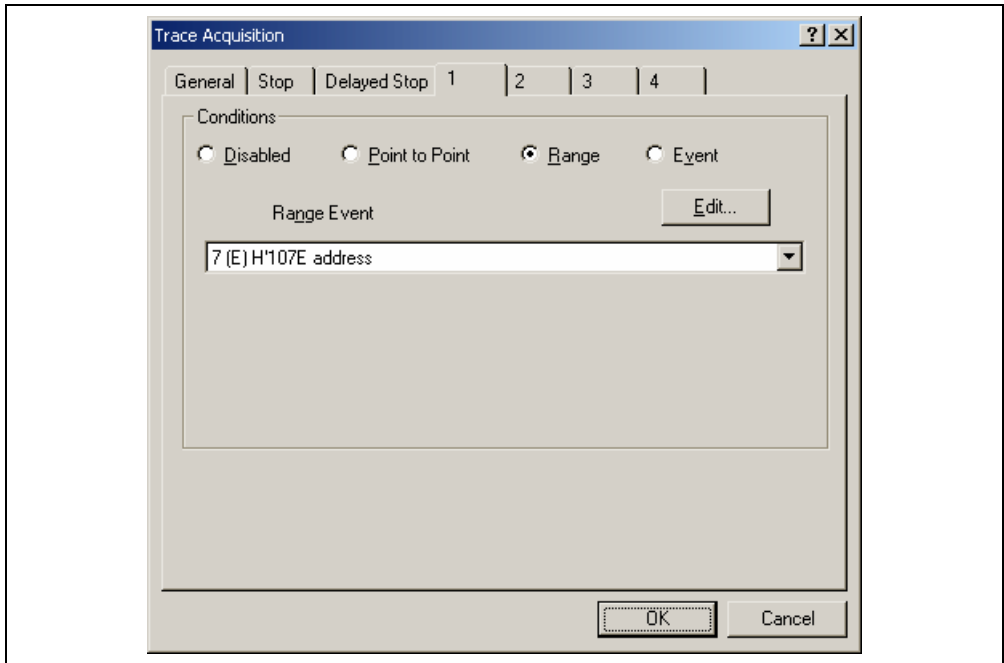 Trace Acquisition
General Stop Delayed Stop 1 2 3 4
Conditions
Disabled Point to Point Range Event
Range Event Edit...
7 (E) H'107E address
OK Cancel